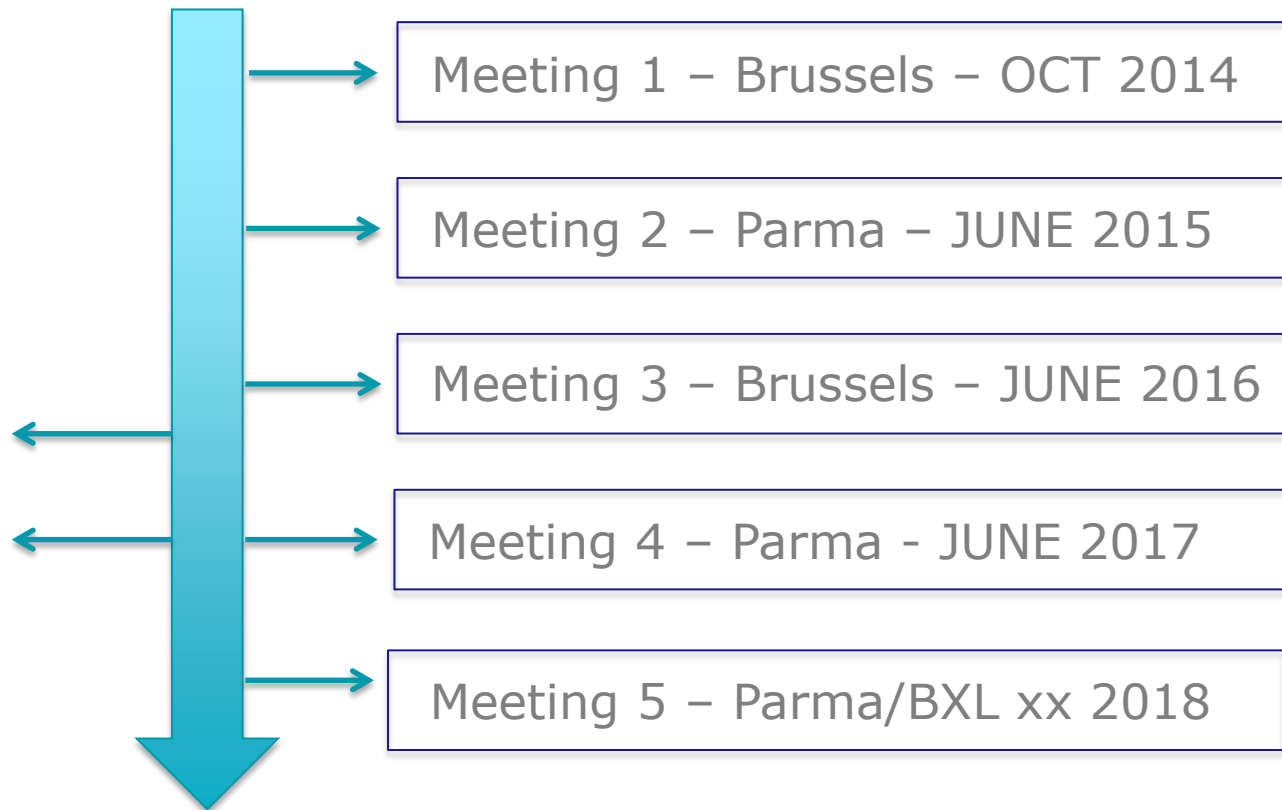 Meeting 1 – Brussels – OCT 2014
Meeting 2 – Parma – JUNE 2015
Meeting 3 – Brussels – JUNE 2016
Meeting 4 – Parma - JUNE 2017
Meeting 5 – Parma/BXL xx 2018